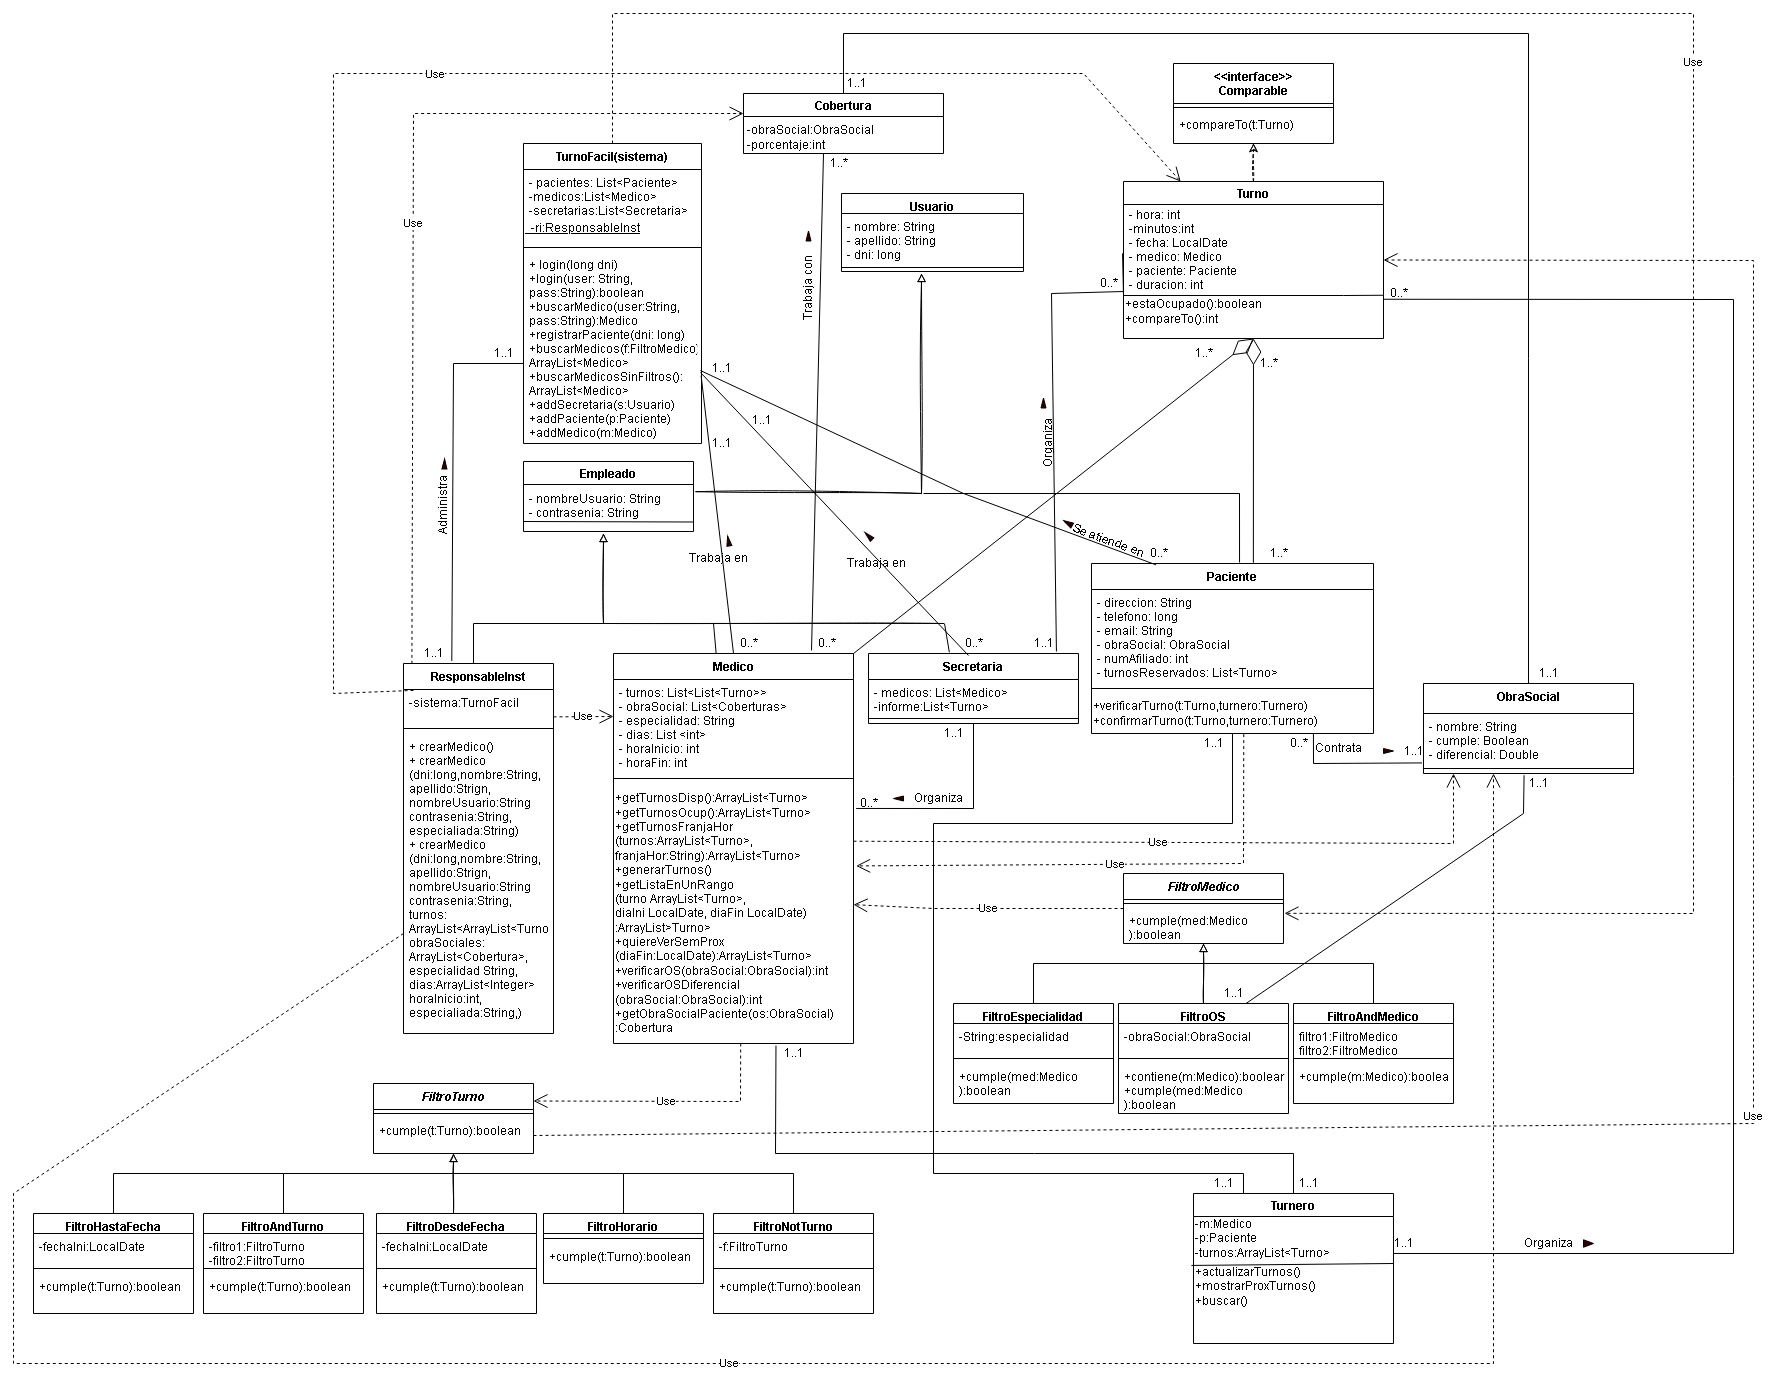 Use
Use
1..1
<<interface>>
Comparable
+compareTo(t:Turno)
Cobertura
-obraSocial:ObraSocial
-porcentaje:int
1..*
TurnoFacil(sistema)
- pacientes: List<Paciente>
-medicos:List<Medico>
-secretarias:List<Secretaria>
-ri:ResponsableInst
+ login(long dni)
+login(user: String,
pass:String):boolean
+buscarMedico(user:String,
pass:String):Medico
+registrarPaciente(dni: long)
+buscarMedicos(f:FiltroMedico)
ArrayList<Medico>
+buscarMedicosSinFiltros():
ArrayList<Medico>
+addSecretaria(s:Usuario)
+addPaciente(p:Paciente)
+addMedico(m:Medico)
Use
Usuario
- nombre: String
- apellido: String
- dni: long
Trabaja con
Turno
- hora: int
-minutos:int
- fecha: LocalDate
- medico: Medico
- paciente: Paciente
- duracion: int
+estaOcupado():boolean
+compareTo():int
0..*
0..*
1..1
1..1
1..1
1..1
1..*
1..*
Organiza
Administra
Empleado
- nombreUsuario: String
- contrasenia: String
Trabaja en
Trabaja en
Se atiende en
0..*
1..*
Paciente
- direccion: String
- telefono: long
- email: String
- obraSocial: ObraSocial
- numAfiliado: int
- turnosReservados: List<Turno>
+verificarTurno(t:Turno,turnero:Turnero)
+confirmarTurno(t:Turno,turnero:Turnero)
1..1
0..*
0..*
0..*
1..1
1..1
ResponsableInst
-sistema:TurnoFacil
+ crearMedico()
+ crearMedico
(dni:long,nombre:String,
apellido:Strign,
nombreUsuario:String
contrasenia:String,
especialiada:String)
+ crearMedico
(dni:long,nombre:String,
apellido:Strign,
nombreUsuario:String
contrasenia:String,
turnos:
ArrayList<ArrayList<Turno
obraSociales:
ArrayList<Cobertura>,
especialidad String,
dias:ArrayList<Integer>
horaInicio:int,
especialiada:String,)
Use
Medico
- turnos: List<List<Turno>>
- obraSocial: List<Coberturas>
- especialidad: String
- dias: List <int>
- horaInicio: int
- horaFin: int
+getTurnosDisp():ArrayList<Turno>
+getTurnosOcup():ArrayList<Turno>
+getTurnosFranjaHor
(turnos:ArrayList<Turno>,
franjaHor:String):ArrayList<Turno>
+generarTurnos()
+getListaEnUnRango
(turno ArrayList<Turno>,
diaIni LocalDate, diaFin LocalDate)
:ArrayList>Turno>
+quiereVerSemProx
(diaFin:LocalDate):ArrayList<Turno>
+verificarOS(obraSocial:ObraSocial):int
+verificarOSDiferencial
(obraSocial:ObraSocial):int
+getObraSocialPaciente(os:ObraSocial)
:Cobertura
Secretaria
- medicos: List<Medico>
-informe:List<Turno>
1..1
0..*
Organiza
ObraSocial
- nombre: String
- cumple: Boolean
- diferencial: Double
1..1
0..*
Contrata
1..1
1..1
Use
Use
Use
FiltroMedico
+cumple(med:Medico
):boolean
1..1
FiltroEspecialidad
-String:especialidad
+cumple(med:Medico
):boolean
FiltroOS
-obraSocial:ObraSocial
+contiene(m:Medico):boolear
+cumple(med:Medico
):boolean
FiltroAndMedico
filtro1:FiltroMedico
filtro2:FiltroMedico
+cumple(m:Medico):boolea
1..1
Use
Use
FiltroTurno
+cumple(t:Turno):boolean
FiltroHastaFecha
-fechaIni:LocalDate
+cumple(t:Turno):boolean
FiltroAndTurno
-filtro1:FiltroTurno
-filtro2:FiltroTurno
+cumple(t:Turno):boolean
FiltroDesdeFecha
-fechaIni:LocalDate
+cumple(t:Turno):boolean
FiltroHorario
+cumple(t:Turno):boolean
FiltroNotTurno
-f:FiltroTurno
+cumple(t:Turno):boolean
1..1
1..1
Turnero
-m:Medico
-p:Paciente
-turnos:ArrayList<Turno>
+actualizarTurnos()
+mostrarProxTurnos()
+buscar()
1..1
Organiza
Use